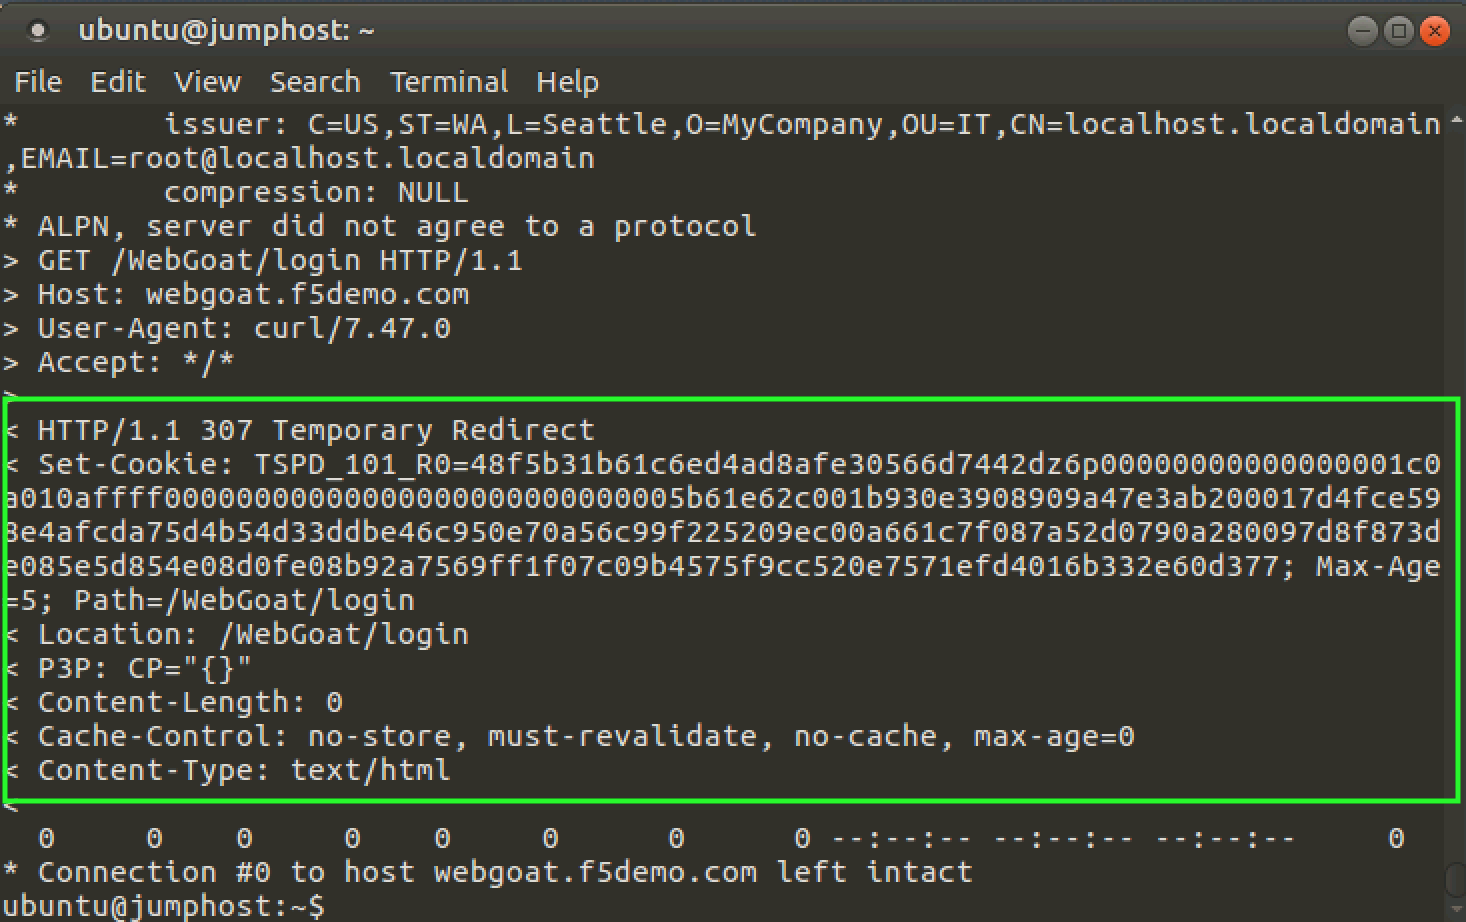 ubuntu@jumphost: ~
File Edit View Search Terminal Help
*        issuer: C=US,ST=WA,L=Seattle,O=MyCompany,OU=IT,CN=localhost.localdomain
,EMAIL=root@localhost.localdomain
*        compression: NULL
* ALPN, server did not agree to a protocol
> GET /WebGoat/login HTTP/1.1
> Host: webgoat.f5demo.com
> User-Agent: curl/7.47.0
> Accept: */*
>
< HTTP/1.1 307 Temporary Redirect
< Set-Cookie: TSPD_101_R0=48f5b31b61c6ed4ad8afe30566d7442dz6p00000000000000001c0
a010affff00000000000000000000000000005b61e62c001b930e3908909a47e3ab200017d4fce59
8e4afcda75d4b54d33ddbe46c950e70a56c99f225209ec00a661c7f087a52d0790a280097d8f873d
e085e5d854e08d0fe08b92a7569ff1f07c09b4575f9cc520e7571efd4016b332e60d377; Max-Age
=5; Path=/WebGoat/login
< Location: /WebGoat/login
< P3P: CP="{}"
< Content-Length: 0
< Cache-Control: no-store, must-revalidate, no-cache, max-age=0
< Content-Type: text/html
<
  0     0    0     0    0     0      0      0 --:--:-- --:--:-- --:--:--     0
* Connection #0 to host webgoat.f5demo.com left intact
ubuntu@jumphost:~$